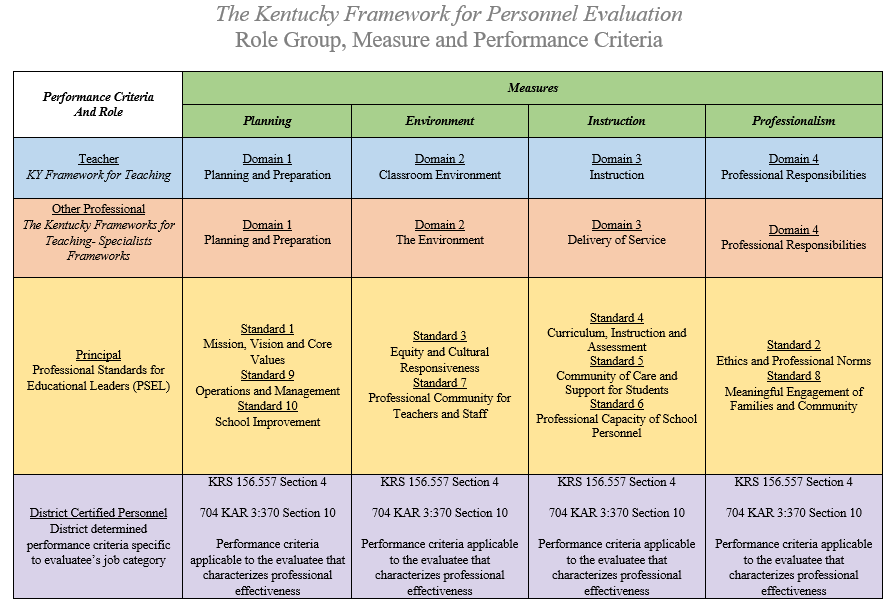 The Kentucky Framework for Personnel Evaluation
Role Group, Measure and Performance Criteria
Performance Criteria
And Role
Measures
Planning
Environment
Instruction
Professionalism
Teacher
KY Framework for Teaching
Domain 1
Planning and Preparation
Domain 2
Classroom Environment
Domain 3
Instruction
Domain 4
Professional Responsibilities
Other Professional
The Kentucky Frameworks for
Teaching- Specialists
Frameworks
Domain 1
Planning and Preparation
Domain 2
The Environment
Domain 3
Delivery of Service
Domain 4
Professional Responsibilities
Principal
Professional Standards for
Educational Leaders (PSEL)
Standard 1
Mission, Vision and Core
Values
Standard 9
Operations and Management
Standard 10
School Improvement
Standard 3
Equity and Cultural
Responsiveness
Standard 7
Professional Community for
Teachers and Staff
Standard 4
Curriculum, Instruction and
Assessment
Standard 5
Community of Care and
Support for Students
Standard 6
Professional Capacity of School
Personnel
Standard 2
Ethics and Professional Norms
Standard 8
Meaningful Engagement of
Families and Community
District Certified Personnel
District determined
performance criteria specific
to evaluatee's job category
KRS 156.557 Section 4
704 KAR 3:370 Section 10
Performance criteria
applicable to the evaluatee that
characterizes professional
effectiveness
KRS 156.557 Section 4
704 KAR 3:370 Section 10
Performance criteria applicable
to the evaluatee that
characterizes professional
effectiveness
KRS 156.557 Section 4
704 KAR 3:370 Section 10
Performance criteria applicable
to the evaluatee that
characterizes professional
effectiveness
KRS 156.557 Section 4
704 KAR 3:370 Section 10
Performance criteria applicable
to the evaluatee that
characterizes professional
effectiveness